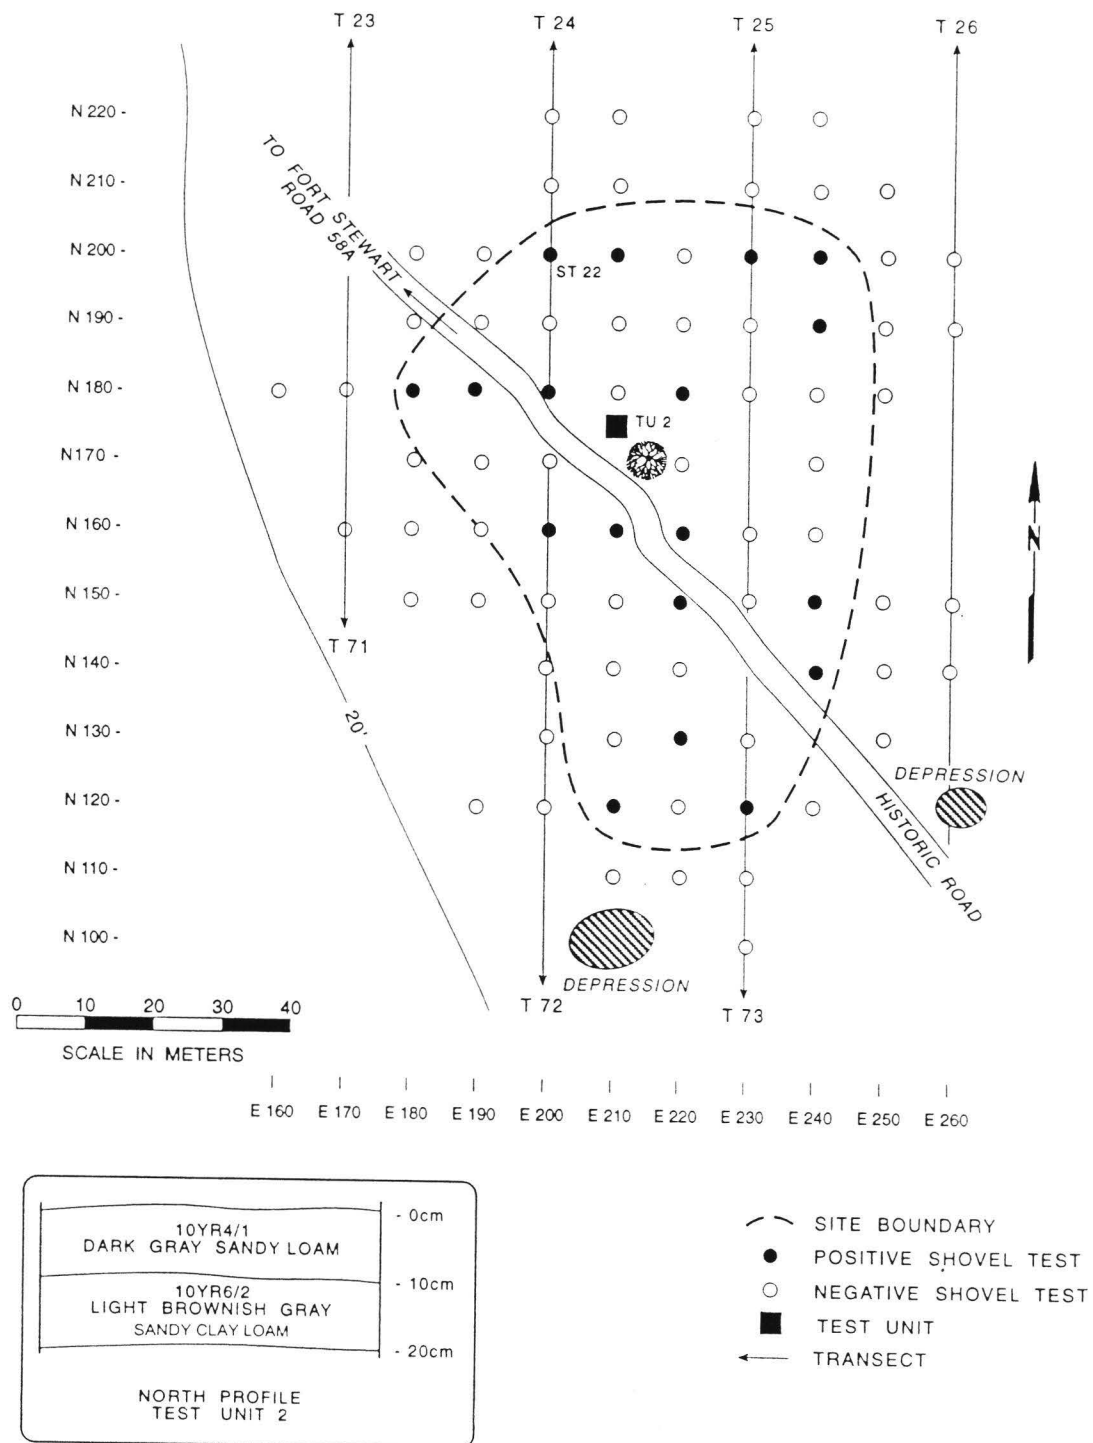 T 23
T 24
T 25
T 26
N 220 -
N 210 -
N 200 -
N 190 -
N 180 -
N170 -
N 160 -
N 150 -
N 140 -
N 130 -
N 120 -
N 110 -
N 100 -
TO FORT STEWART
ROAD 58A
ST 22
TU 2
N
T 71
20'
DEPRESSION
HISTORIC ROAD
DEPRESSION
T 72
T 73
0 10 20 30 40
SCALE IN METERS
E 160 E 170 E 180 E 190 E 200 E 210 E 220 E 230 E 240 E 250 E 260
- 0cm
10YR4/1
DARK GRAY SANDY LOAM
- 10cm
10YR6/2
LIGHT BROWNISH GRAY
SANDY CLAY LOAM
- 20cm
NORTH PROFILE
TEST UNIT 2
SITE BOUNDARY
POSITIVE SHOVEL TEST
NEGATIVE SHOVEL TEST
TEST UNIT
TRANSECT